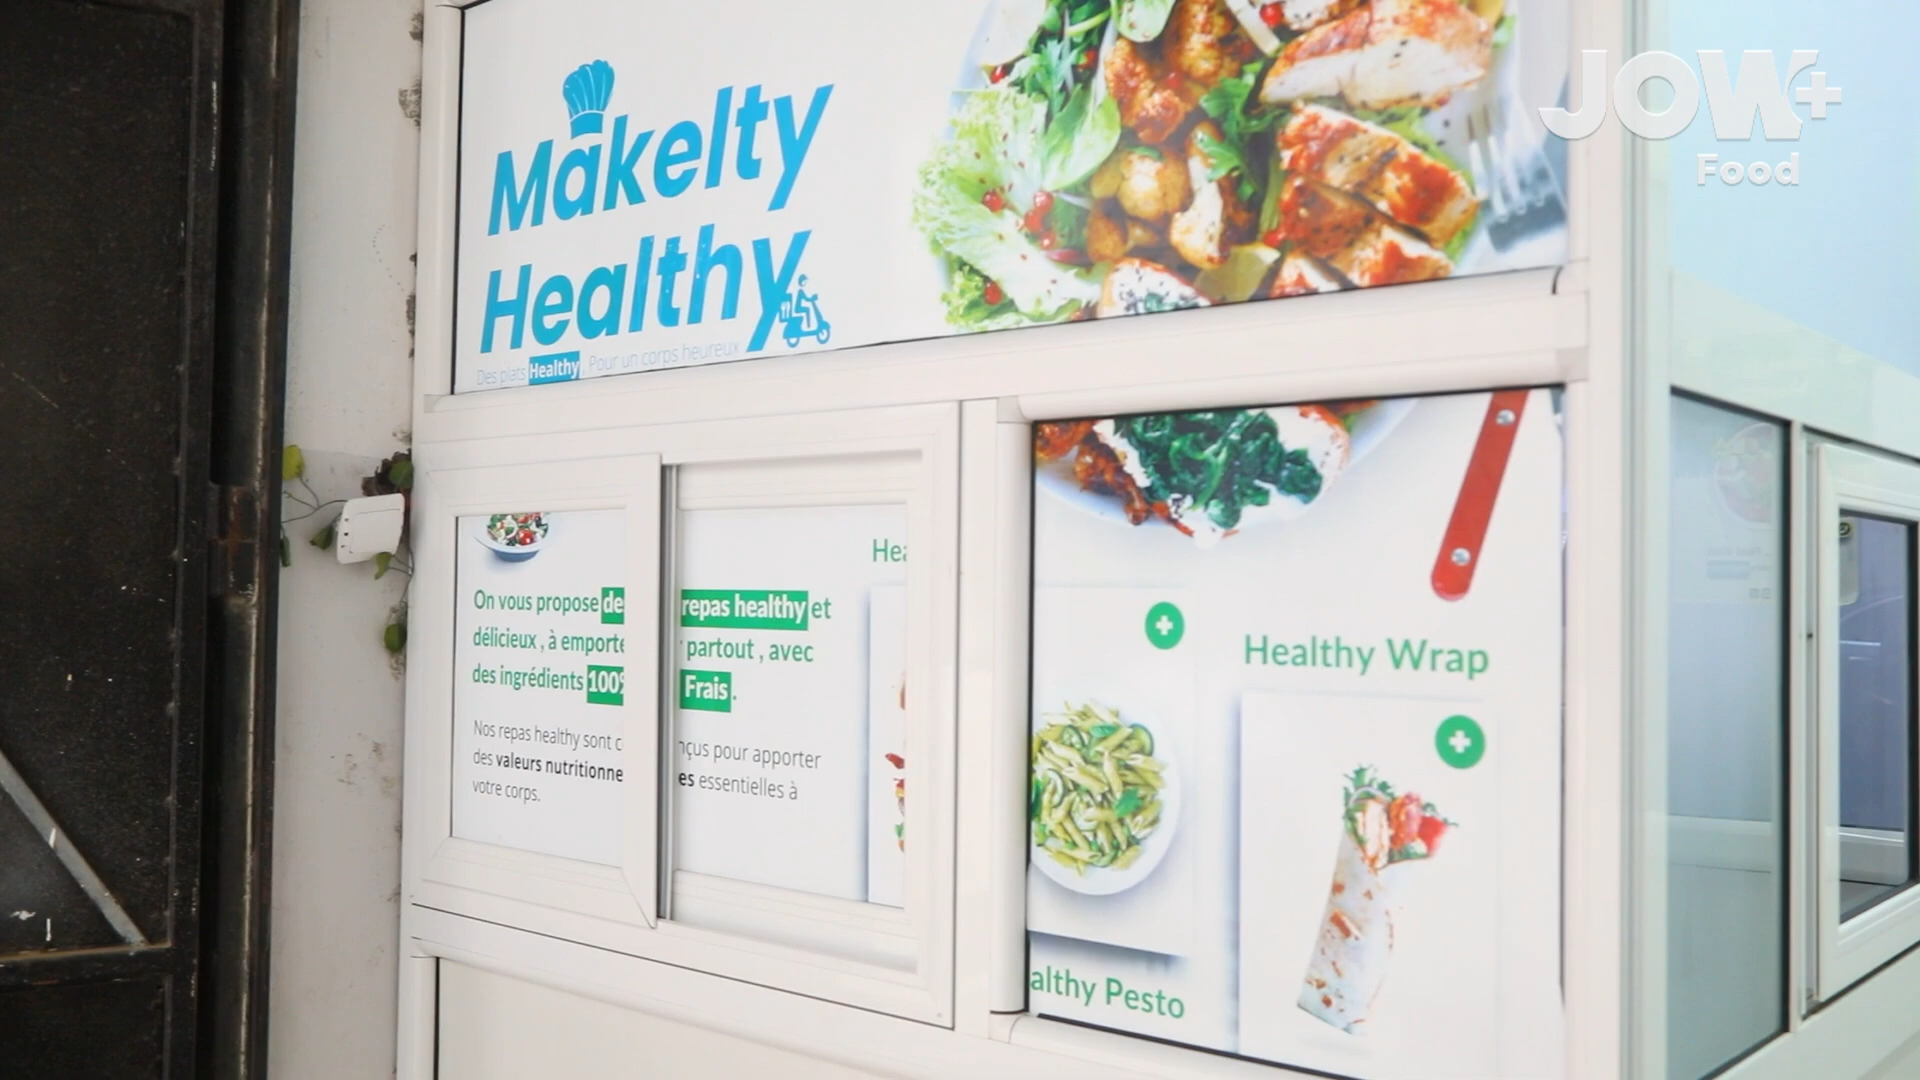 JOW+
Food
Makelty
Healthy
Des plats Healthy. Pour un corps heureux
Hea
On vous propose de repas healthy et
délicieux , à emporte r partout , avec
des ingrédients 100% Frais .
Nos repas healthy sont c nçus pour apporter
des valeurs nutritionne es essentielles à
votre corps.
Healthy Wrap
althy Pesto